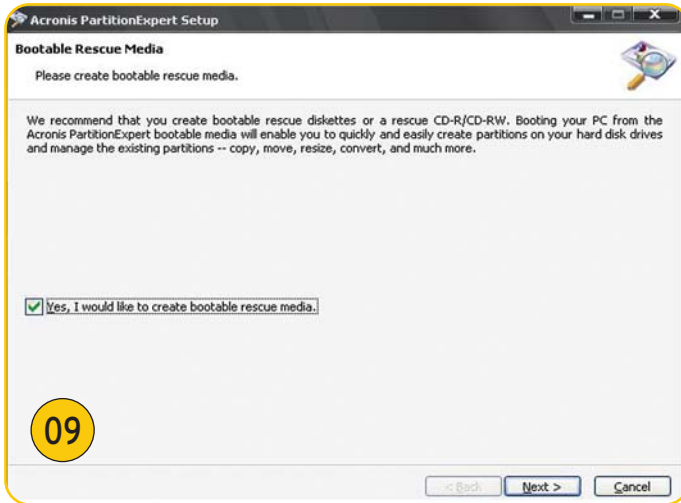 Acronis PartitionExpert Setup
Bootable Rescue Media
Please create bootable rescue media.
We recommend that you create bootable rescue diskettes or a rescue CD-R/CD-RW. Booting your PC from the
Acronis PartitionExpert bootable media will enable you to quickly and easily create partitions on your hard disk drives
and manage the existing partitions -- copy, move, resize, convert, and much more.
Yes, I would like to create bootable rescue media.
09
< Back Next > Cancel